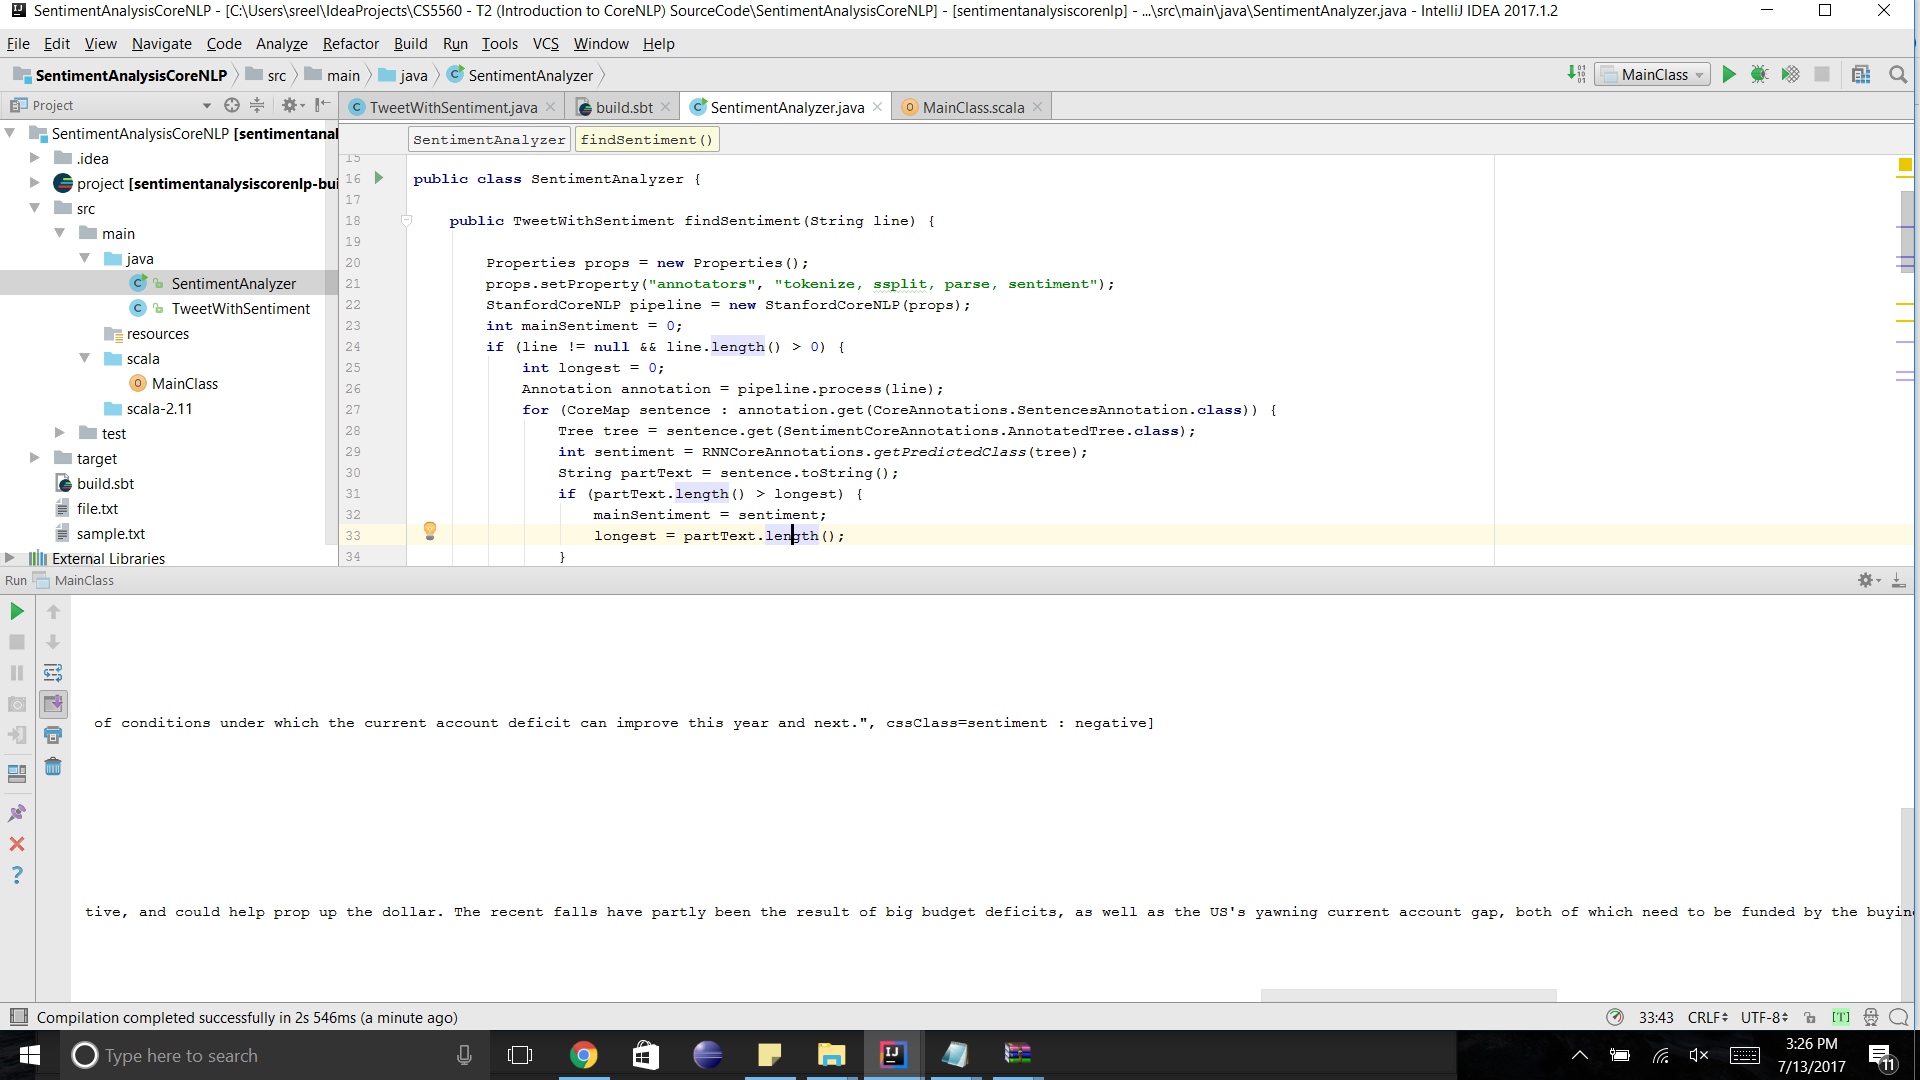 SentimentAnalysisCoreNLP - [C:\Users\sreel\IdeaProjects\CS5560 - T2 (Introduction to CoreNLP) SourceCode\SentimentAnalysisCoreNLP] - [sentimentanalysiscorenlp] - ...\src\main\java\SentimentAnalyzer.java - IntelliJ IDEA 2017.1.2
File Edit View Navigate Code Analyze Refactor Build Run Tools VCS Window Help
SentimentAnalysisCoreNLP src main java SentimentAnalyzer MainClass
Project
TweetWithSentiment.java build.sbt SentimentAnalyzer.java MainClass.scala
SentimentAnalysisCoreNLP [sentimentanal
.idea
project [sentimentanalysiscorenlp-bui
src
main
java
SentimentAnalyzer
TweetWithSentiment
resources
scala
MainClass
scala-2.11
test
target
build.sbt
file.txt
sample.txt
External Libraries
SentimentAnalyzer findSentiment()
15
16 public class SentimentAnalyzer {
17
18 public TweetWithSentiment findSentiment(String line) {
19
20 Properties props = new Properties();
21 props.setProperty("annotators", "tokenize, ssplit, parse, sentiment");
22 StanfordCoreNLP pipeline = new StanfordCoreNLP(props);
23 int mainSentiment = 0;
24 if (line != null && line.length() > 0) {
25 int longest = 0;
26 Annotation annotation = pipeline.process(line);
27 for (CoreMap sentence : annotation.get(CoreAnnotations.SentencesAnnotation.class)) {
28 Tree tree = sentence.get(SentimentCoreAnnotations.AnnotatedTree.class);
29 int sentiment = RNNCoreAnnotations.getPredictedClass(tree);
30 String partText = sentence.toString();
31 if (partText.length() > longest) {
32 mainSentiment = sentiment;
33 longest = partText.length();
34 }
Run MainClass
of conditions under which the current account deficit can improve this year and next.", cssClass=sentiment : negative]
tive, and could help prop up the dollar. The recent falls have partly been the result of big budget deficits, as well as the US's yawning current account gap, both of which need to be funded by the buyin
Compilation completed successfully in 2s 546ms (a minute ago) 33:43 CRLF UTF-8 [T]
Type here to search
3:26 PM
7/13/2017
11